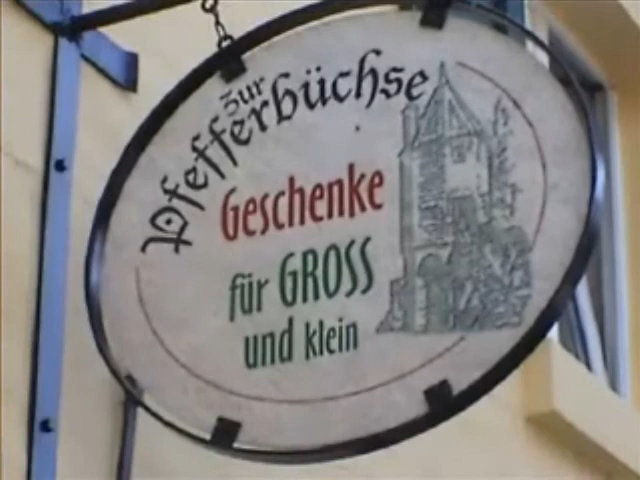 zur
Pfefferbüchse
Geschenke
für GROSS
und klein